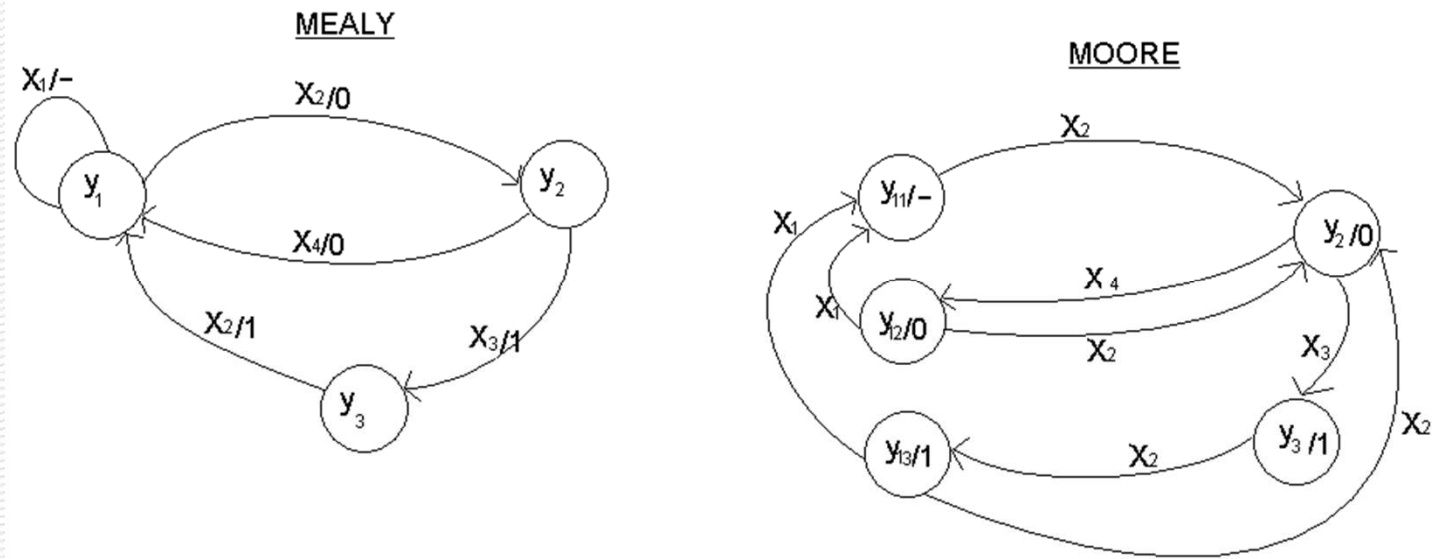 MEALY
X₁/-
X₂/0
y₁
y₂
X₄/0
X₂/1
X₃/1
y₃
MOORE
X₂
y₁₁/-
X₁
y₂/0
X₄
X₁
y₁₂/0
X₂
X₃
y₁₃/1
X₂
y₃/1
X₂